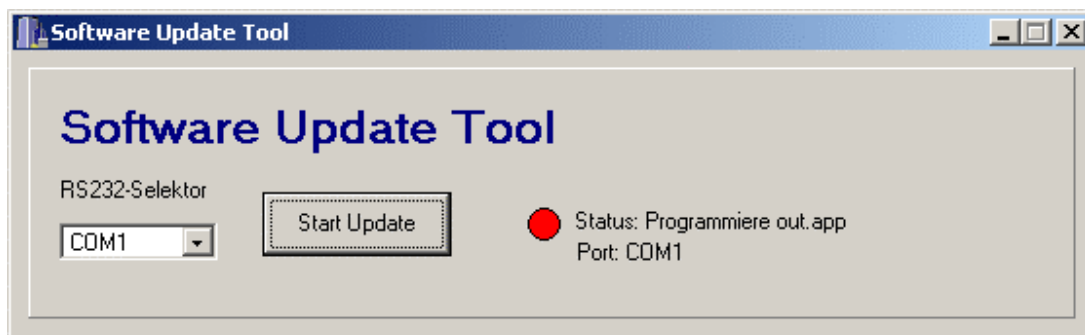 Software Update Tool
Software Update Tool
RS232-Selektor
COM1
Start Update
Status: Programmiere out.app
Port: COM1